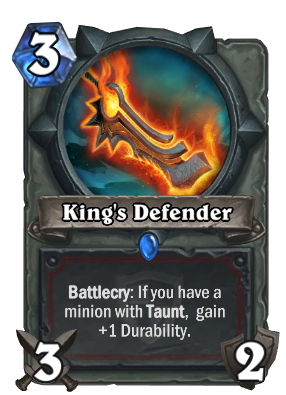 3
King's Defender
Battlecry: If you have a
minion with Taunt, gain
+1 Durability.
3
2